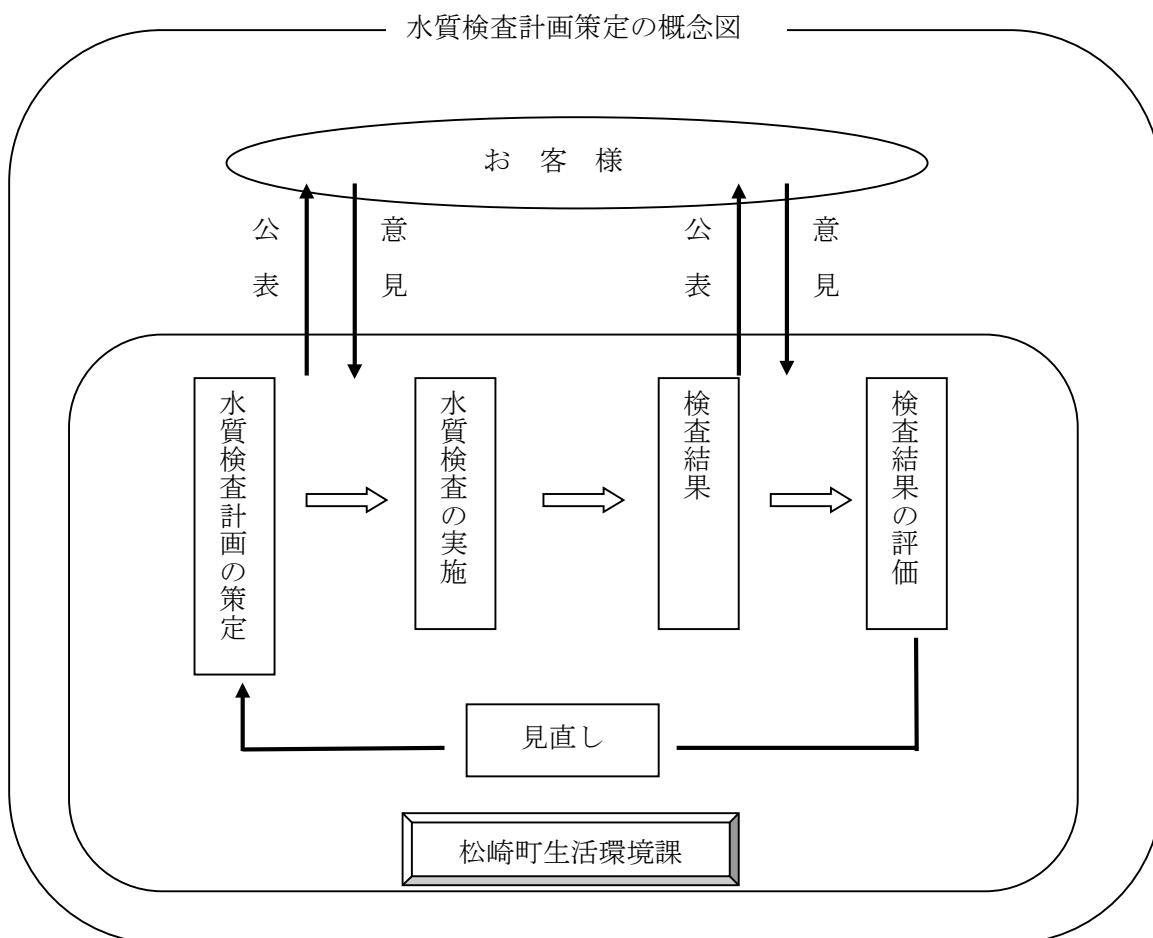 水質検査計画策定の概念図
お 客 様
公表
意見
公表
意見
水質検査計画の策定
水質検査の実施
検査結果
検査結果の評価
見直し
松崎町生活環境課